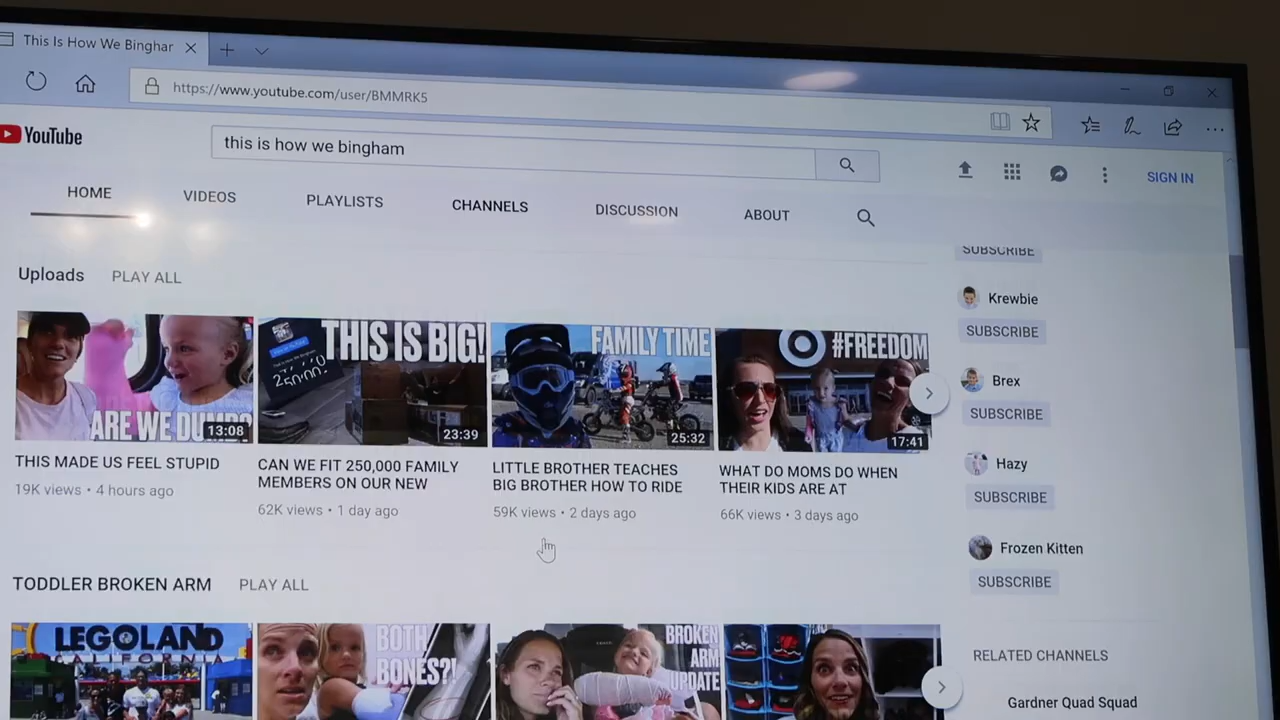 This Is How We Binghar
https://www.youtube.com/user/BMMRK5
YouTube
this is how we bingham
SIGN IN
HOME
VIDEOS
PLAYLISTS
CHANNELS
DISCUSSION
ABOUT
Uploads
PLAY ALL
ARE WE DUMB?
13:08
THIS IS BIG!
250,000
23:39
FAMILY TIME
25:32
#FREEDOM
17:41
THIS MADE US FEEL STUPID
19K views • 4 hours ago
CAN WE FIT 250,000 FAMILY
MEMBERS ON OUR NEW
62K views • 1 day ago
LITTLE BROTHER TEACHES
BIG BROTHER HOW TO RIDE
59K views • 2 days ago
WHAT DO MOMS DO WHEN
THEIR KIDS ARE AT
66K views • 3 days ago
SUBSCRIBE
Krewbie
SUBSCRIBE
Brex
SUBSCRIBE
Hazy
SUBSCRIBE
Frozen Kitten
SUBSCRIBE
RELATED CHANNELS
Gardner Quad Squad
TODDLER BROKEN ARM
PLAY ALL
LEGOLAND
CALIFORNIA
BOTH
BONES?!
BROKEN
ARM
UPDATE